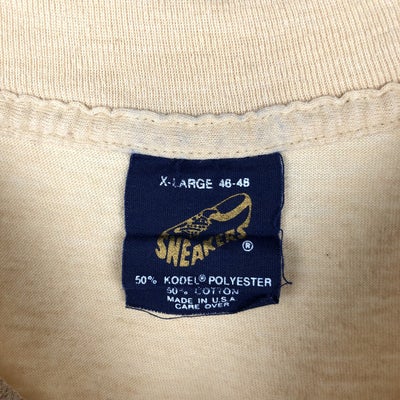 X-LARGE 46-48
SNEAKERS®
50% KODEL® POLYESTER
50% COTTON
MADE IN U.S.A
CARE OVER